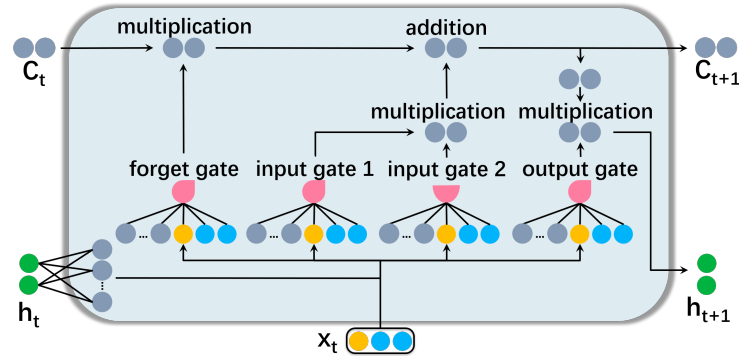 multiplication
addition
Cₜ
Cₜ₊₁
multiplication
multiplication
forget gate
input gate 1
input gate 2
output gate
...
...
...
...
...
hₜ
hₜ₊₁
xₜ